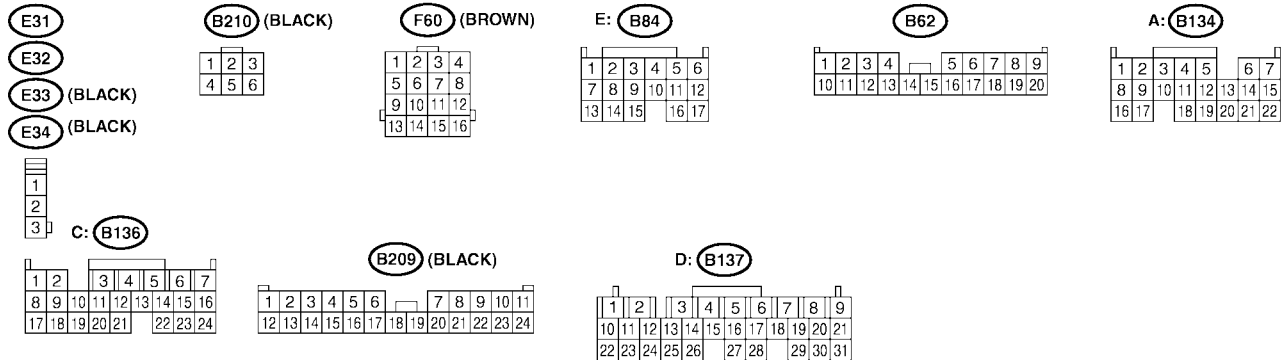 E31
E32
E33 (BLACK)
E34 (BLACK)
1
2
3
B210 (BLACK)
1 2 3
4 5 6
F60 (BROWN)
1 2 3 4
5 6 7 8
9 10 11 12
13 14 15 16
E: B84
1 2 3 4 5 6
7 8 9 10 11 12
13 14 15 16 17
B62
1 2 3 4 5 6 7 8 9
10 11 12 13 14 15 16 17 18 19 20
A: B134
1 2 3 4 5 6 7
8 9 10 11 12 13 14 15
16 17 18 19 20 21 22
C: B136
1 2 3 4 5 6 7
8 9 10 11 12 13 14 15 16
17 18 19 20 21 22 23 24
B209 (BLACK)
1 2 3 4 5 6 7 8 9 10 11
12 13 14 15 16 17 18 19 20 21 22 23 24
D: B137
1 2 3 4 5 6 7 8 9
10 11 12 13 14 15 16 17 18 19 20 21
22 23 24 25 26 27 28 29 30 31